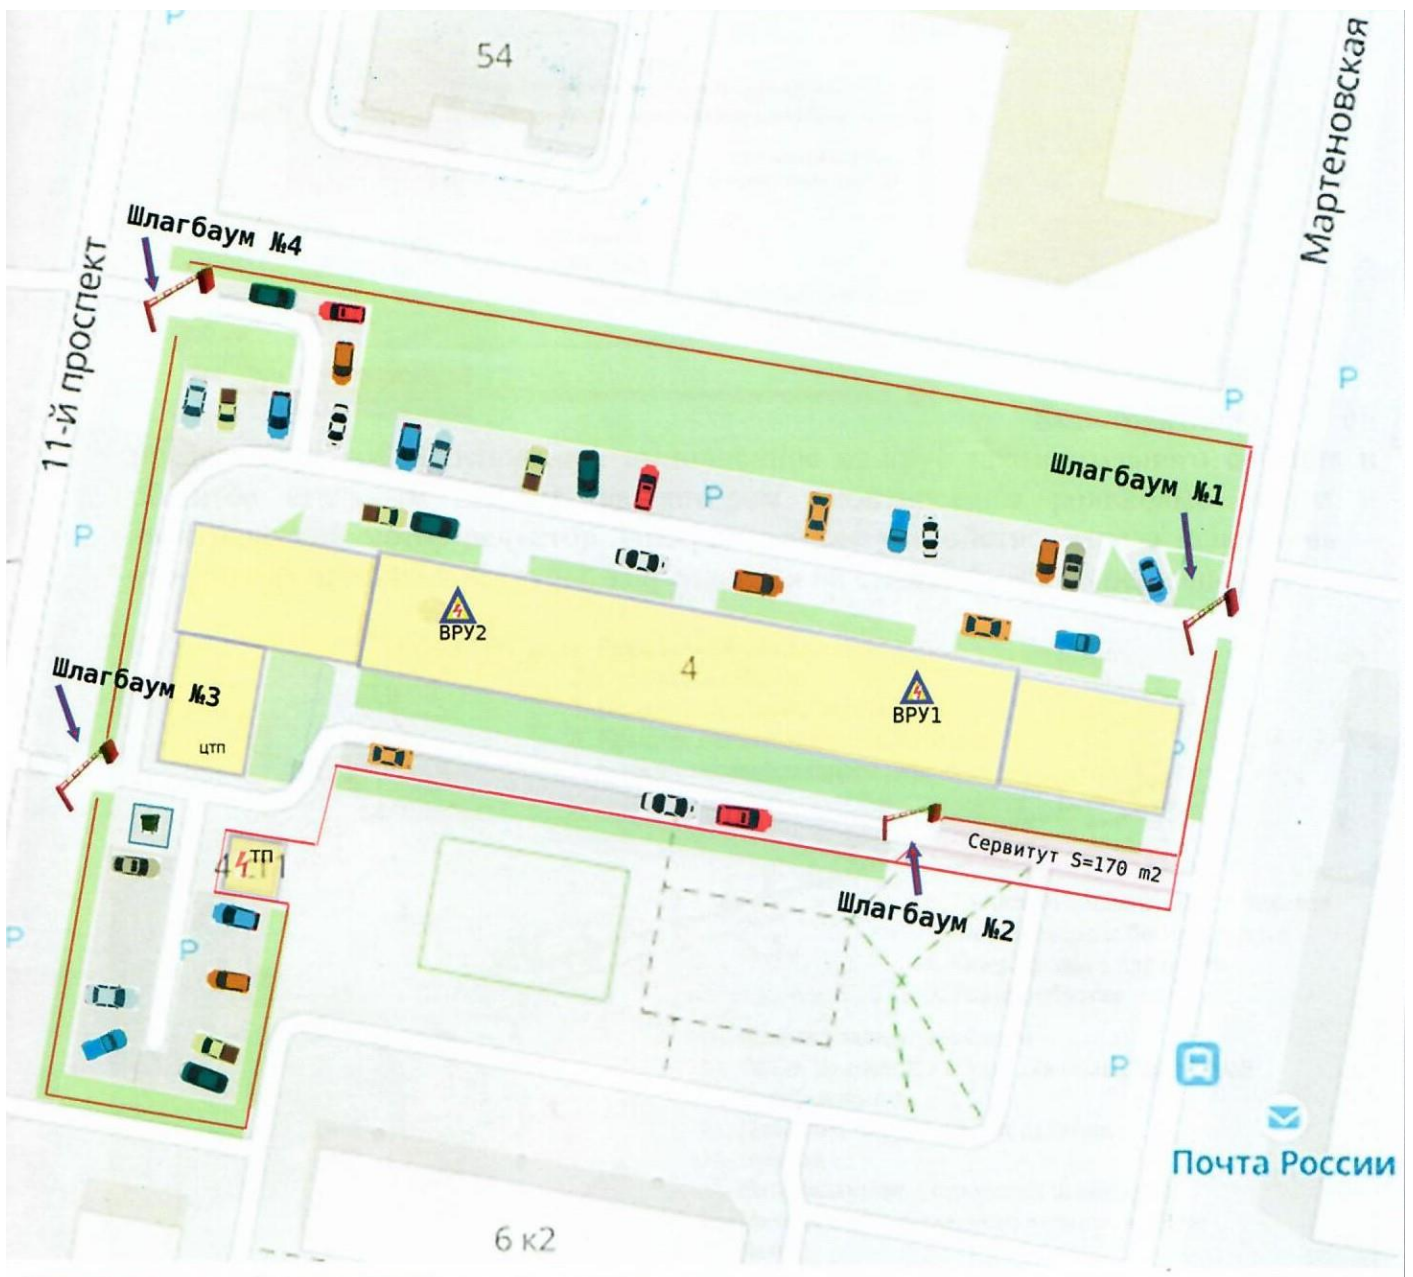 54
Мартеновская
Шлагбаум №4
11-й проспект
P
P
P
Шлагбаум №1
P
P
ВРУ2
4
Шлагбаум №3
ВРУ1
P
цтп
Сервитут S=170 m2
ТП
Шлагбаум №2
P
P
P
Почта России
6 к2